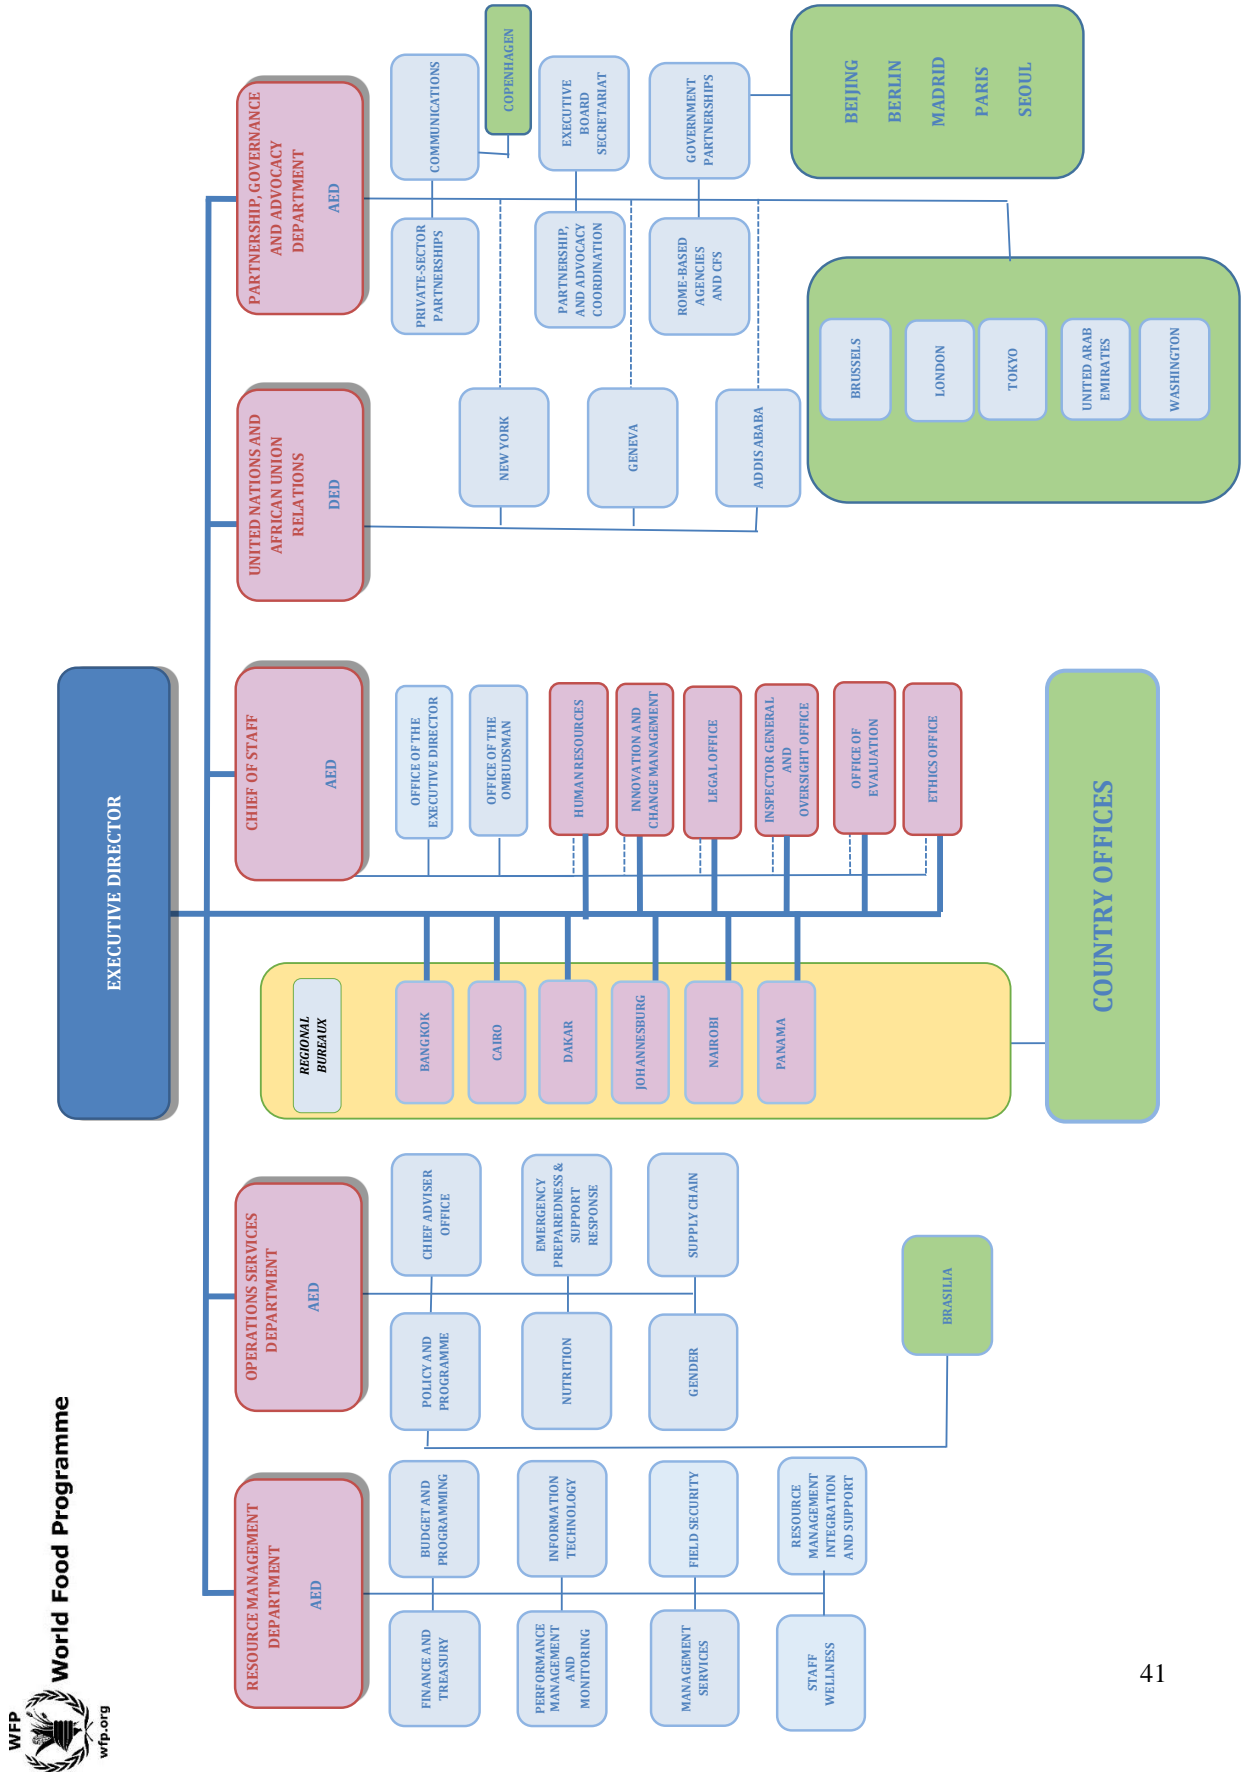 WFP
wfp.org
World Food Programme
EXECUTIVE DIRECTOR
RESOURCE MANAGEMENT
DEPARTMENT
AED
OPERATIONS SERVICES
DEPARTMENT
AED
CHIEF OF STAFF
AED
UNITED NATIONS AND
AFRICAN UNION
RELATIONS
DED
PARTNERSHIP, GOVERNANCE
AND ADVOCACY
DEPARTMENT
AED
FINANCE AND
TREASURY
BUDGET AND
PROGRAMMING
PERFORMANCE
MANAGEMENT
AND
MONITORING
INFORMATION
TECHNOLOGY
MANAGEMENT
SERVICES
FIELD SECURITY
STAFF
WELLNESS
RESOURCE
MANAGEMENT
INTEGRATION
AND SUPPORT
POLICY AND
PROGRAMME
CHIEF ADVISER
OFFICE
NUTRITION
EMERGENCY
PREPAREDNESS &
SUPPORT
RESPONSE
GENDER
SUPPLY CHAIN
BRASILIA
REGIONAL
BUREAUX
BANGKOK
CAIRO
DAKAR
JOHANNESBURG
NAIROBI
PANAMA
COUNTRY OFFICES
OFFICE OF THE
EXECUTIVE DIRECTOR
OFFICE OF THE
OMBUDSMAN
HUMAN RESOURCES
INNOVATION AND
CHANGE MANAGEMENT
LEGAL OFFICE
INSPECTOR GENERAL
AND
OVERSIGHT OFFICE
OFFICE OF
EVALUATION
ETHICS OFFICE
NEW YORK
GENEVA
ADDIS ABABA
PRIVATE-SECTOR
PARTNERSHIPS
COMMUNICATIONS
COPENHAGEN
PARTNERSHIP,
AND ADVOCACY
COORDINATION
EXECUTIVE
BOARD
SECRETARIAT
ROME-BASED
AGENCIES
AND CFS
GOVERNMENT
PARTNERSHIPS
BEIJING
BERLIN
MADRID
PARIS
SEOUL
BRUSSELS
LONDON
TOKYO
UNITED ARAB
EMIRATES
WASHINGTON
41